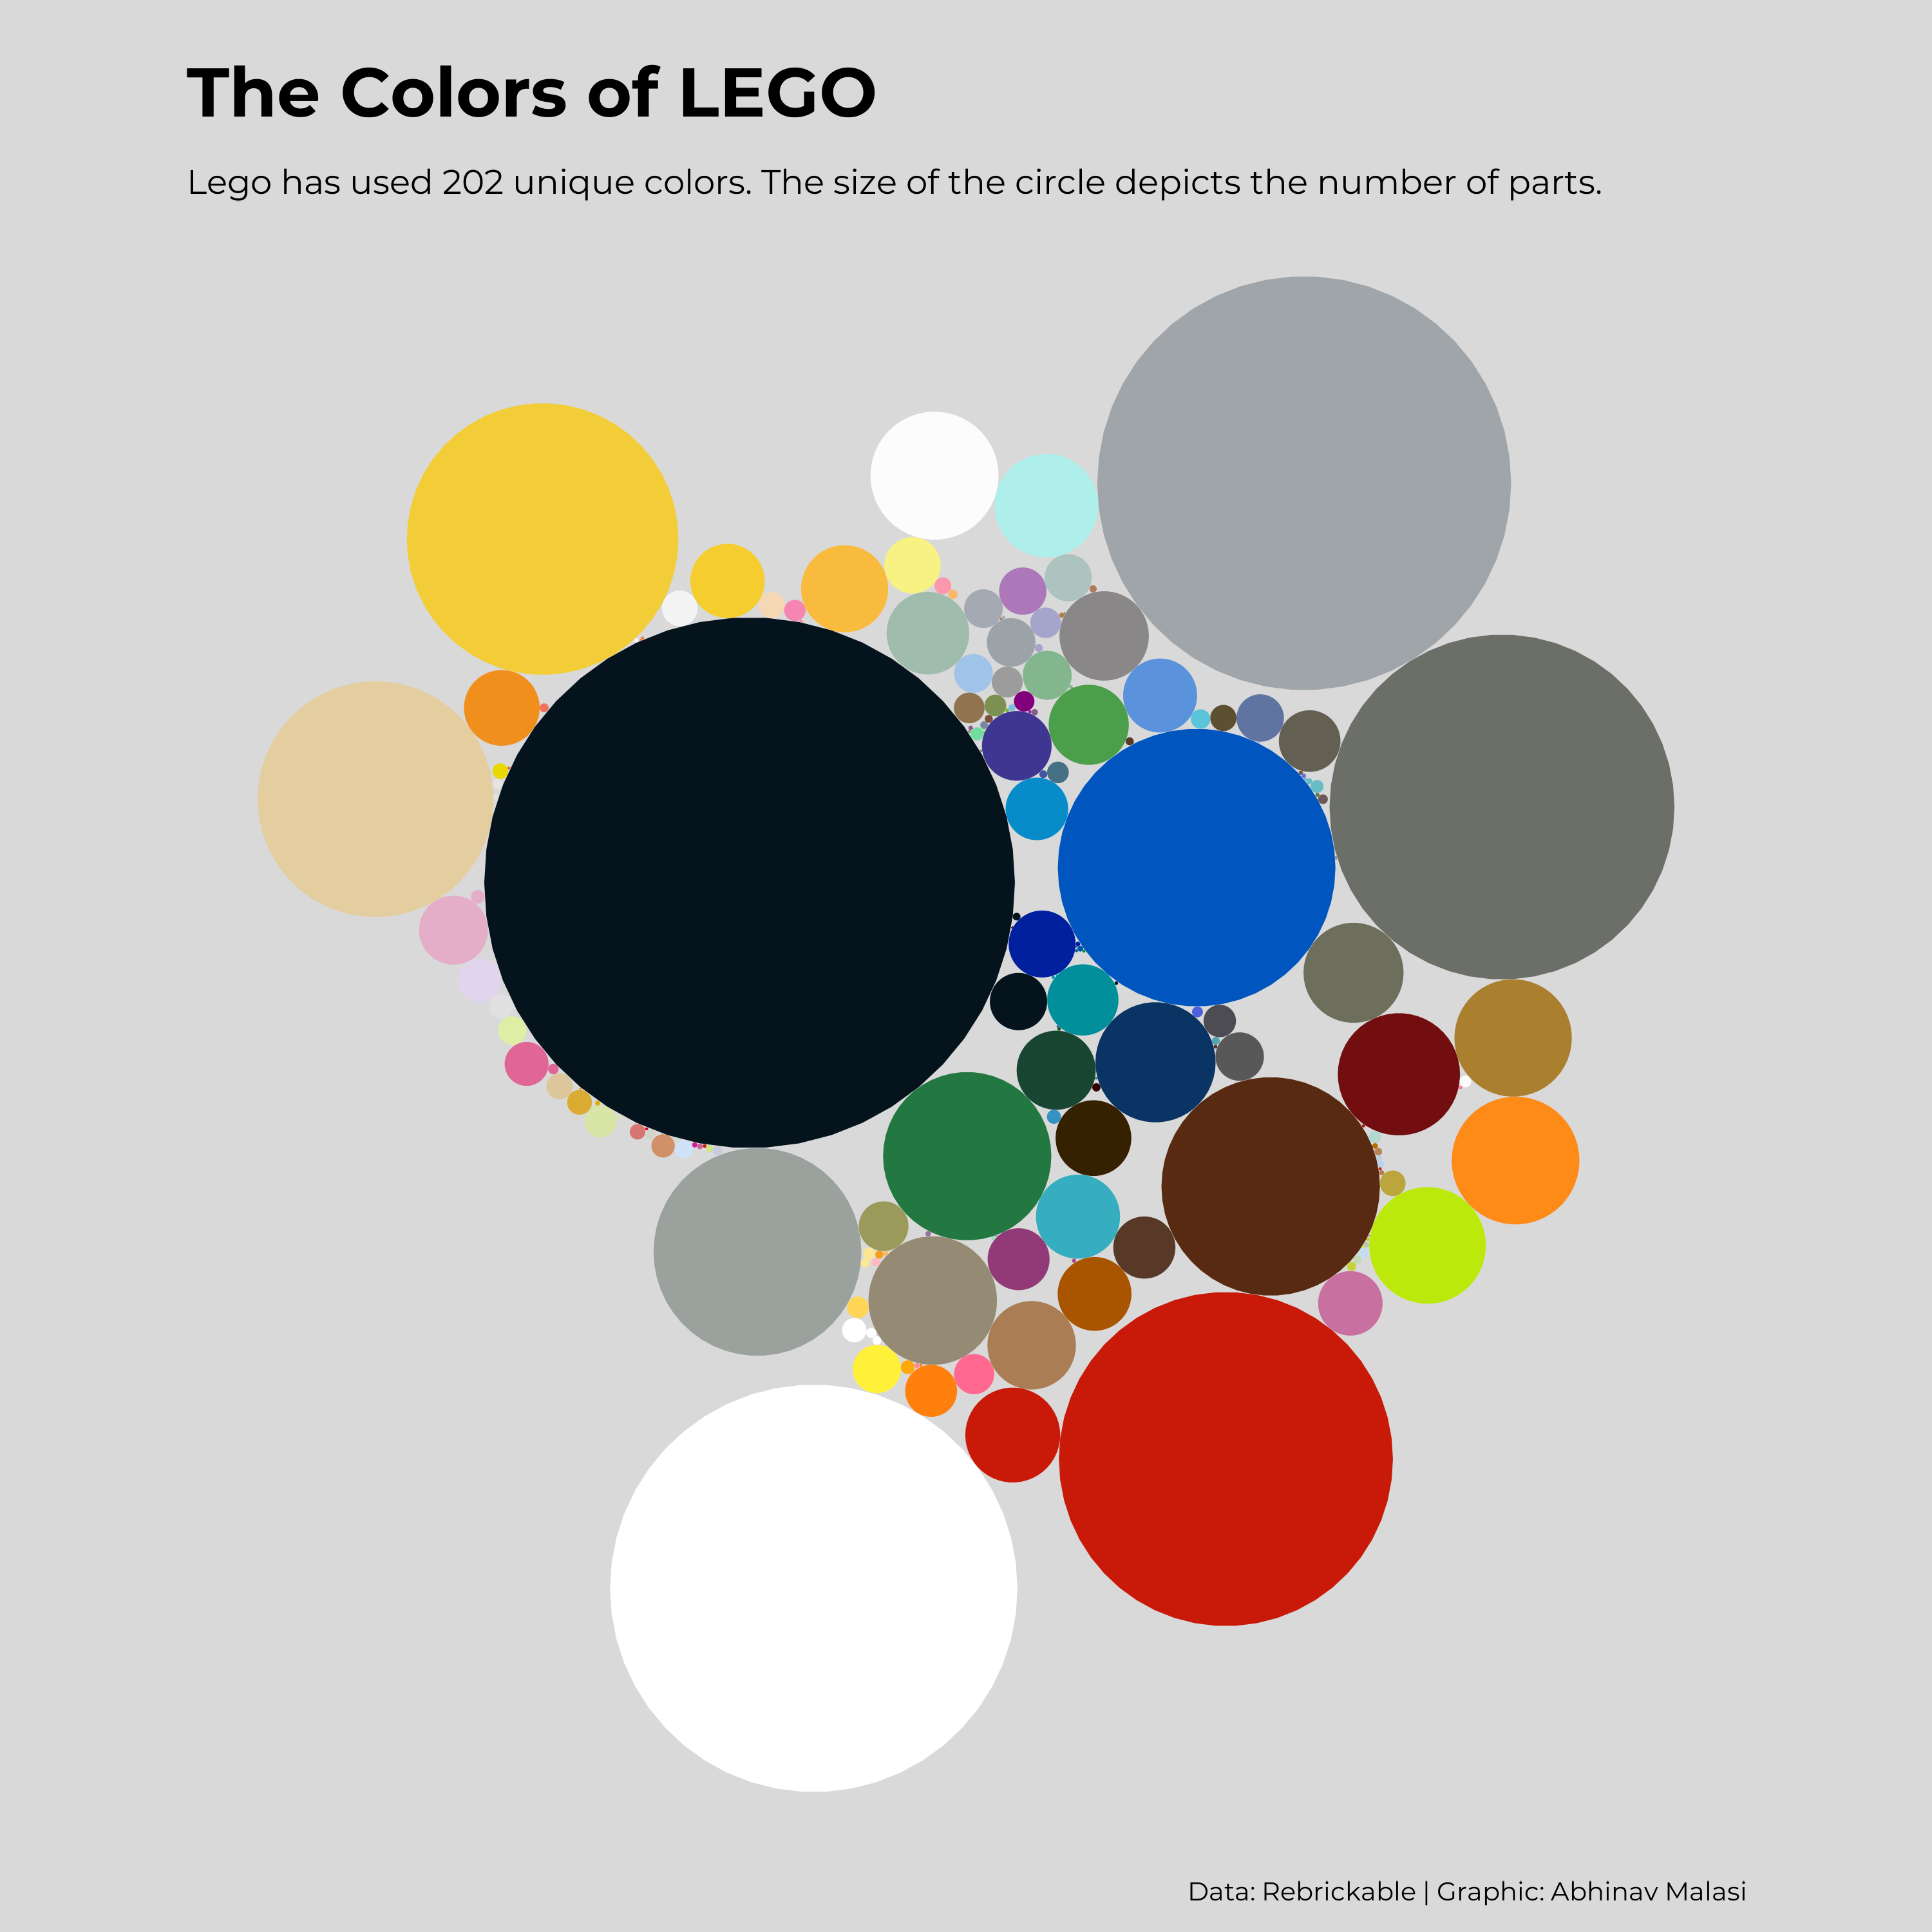 The Colors of LEGO
Lego has used 202 unique colors. The size of the circle depicts the number of parts.
Data: Rebrickable | Graphic: Abhinav Malasi